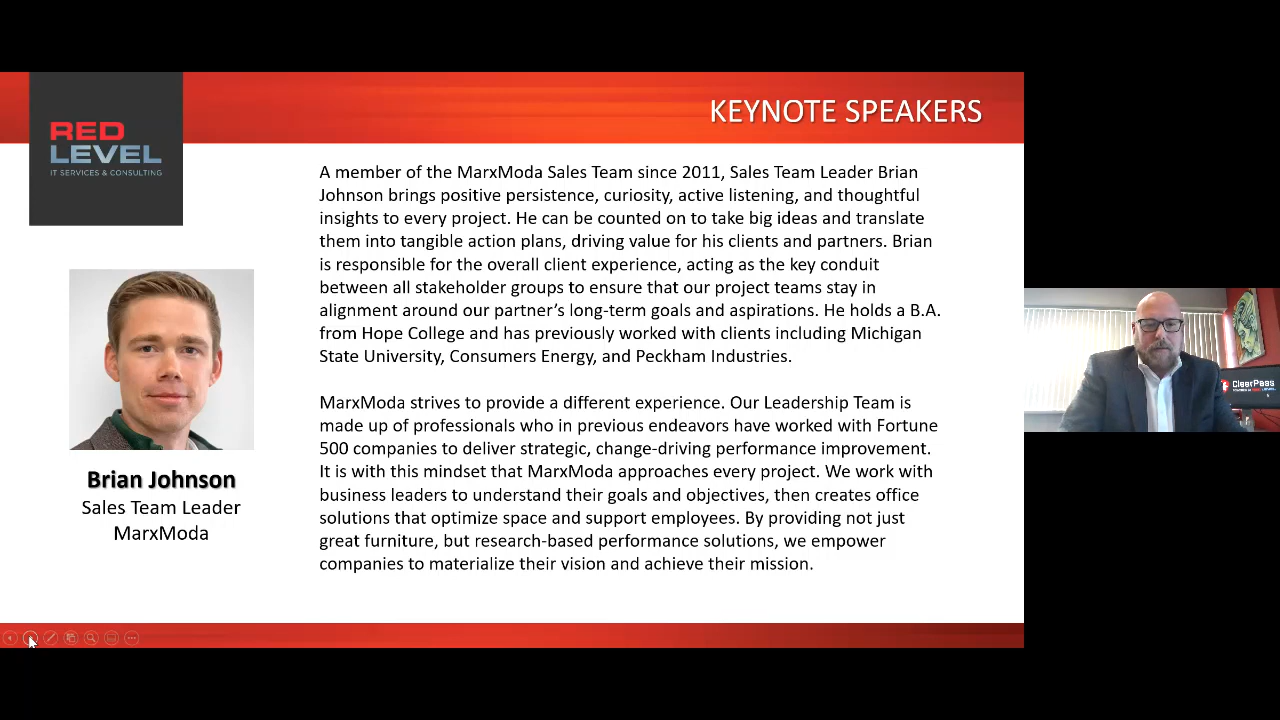 KEYNOTE SPEAKERS
RED
LEVEL
IT SERVICES & CONSULTING
A member of the MarxModa Sales Team since 2011, Sales Team Leader Brian
Johnson brings positive persistence, curiosity, active listening, and thoughtful
insights to every project. He can be counted on to take big ideas and translate
them into tangible action plans, driving value for his clients and partners. Brian
is responsible for the overall client experience, acting as the key conduit
between all stakeholder groups to ensure that our project teams stay in
alignment around our partner’s long-term goals and aspirations. He holds a B.A.
from Hope College and has previously worked with clients including Michigan
State University, Consumers Energy, and Peckham Industries.
MarxModa strives to provide a different experience. Our Leadership Team is
made up of professionals who in previous endeavors have worked with Fortune
500 companies to deliver strategic, change-driving performance improvement.
It is with this mindset that MarxModa approaches every project. We work with
business leaders to understand their goals and objectives, then creates office
solutions that optimize space and support employees. By providing not just
great furniture, but research-based performance solutions, we empower
companies to materialize their vision and achieve their mission.
Brian Johnson
Sales Team Leader
MarxModa
ClearPass